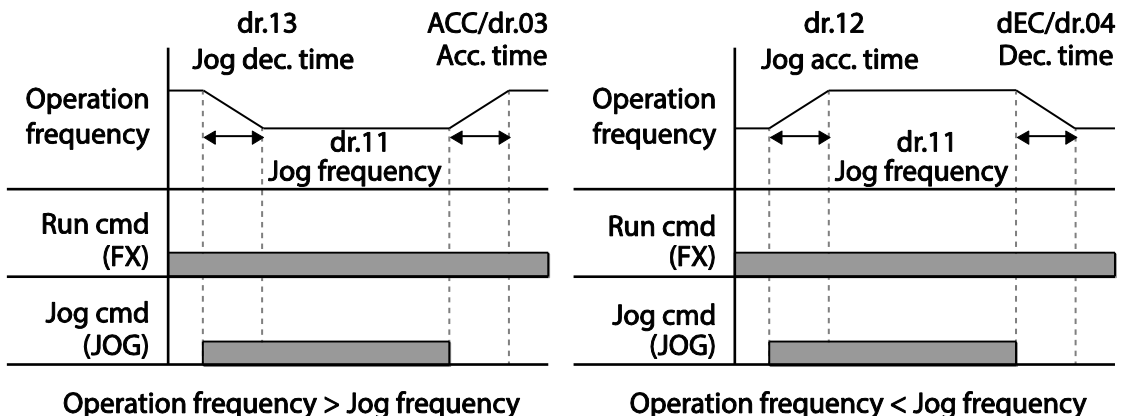 dr.13
Jog dec. time
ACC/dr.03
Acc. time
Operation
frequency
dr.11
Jog frequency
Run cmd
(FX)
Jog cmd
(JOG)
Operation frequency > Jog frequency
dr.12
Jog acc. time
dEC/dr.04
Dec. time
Operation
frequency
dr.11
Jog frequency
Run cmd
(FX)
Jog cmd
(JOG)
Operation frequency < Jog frequency